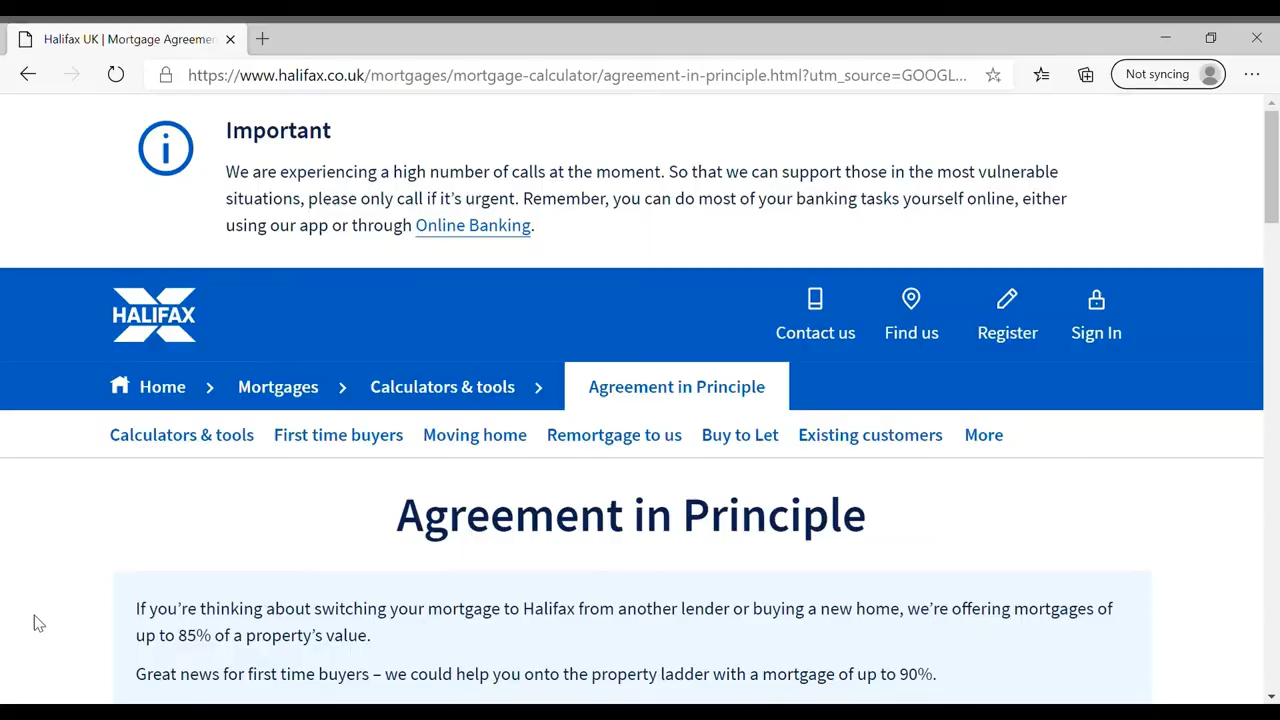 Halifax UK | Mortgage Agreemen
Not syncing
https://www.halifax.co.uk/mortgages/mortgage-calculator/agreement-in-principle.html?utm_source=GOOGL...
Important
We are experiencing a high number of calls at the moment. So that we can support those in the most vulnerable
situations, please only call if it's urgent. Remember, you can do most of your banking tasks yourself online, either
using our app or through Online Banking.
HALIFAX
Contact us Find us Register Sign In
Home Mortgages Calculators & tools Agreement in Principle
Calculators & tools First time buyers Moving home Remortgage to us Buy to Let Existing customers More
Agreement in Principle
If you're thinking about switching your mortgage to Halifax from another lender or buying a new home, we're offering mortgages of
up to 85% of a property's value.
Great news for first time buyers – we could help you onto the property ladder with a mortgage of up to 90%.